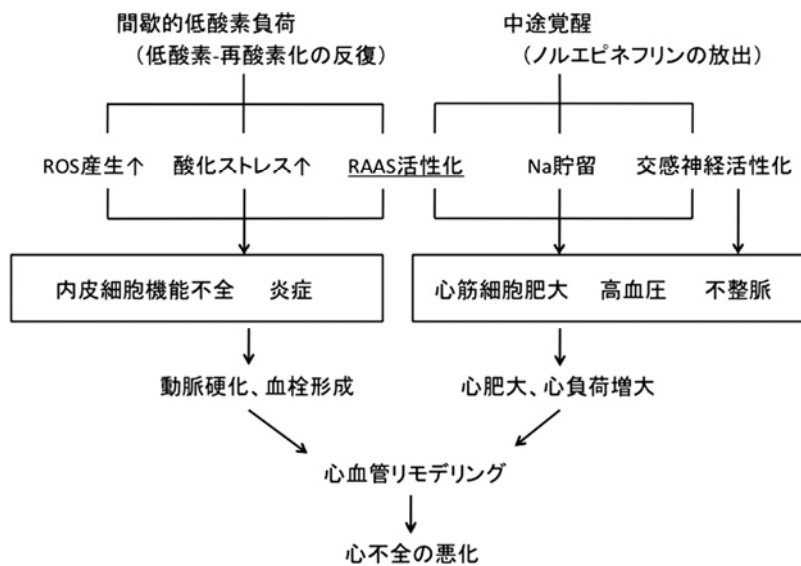 間歇的低酸素負荷 中途覚醒
（低酸素-再酸素化の反復） （ノルエピネフリンの放出）
ROS産生↑ 酸化ストレス↑ RAAS活性化 Na貯留 交感神経活性化
内皮細胞機能不全 炎症 心筋細胞肥大 高血圧 不整脈
動脈硬化、血栓形成 心肥大、心負荷増大
心血管リモデリング
心不全の悪化